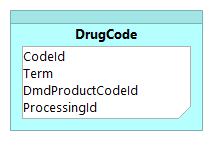 DrugCode
CodeId
Term
DmdProductCodeId
ProcessingId